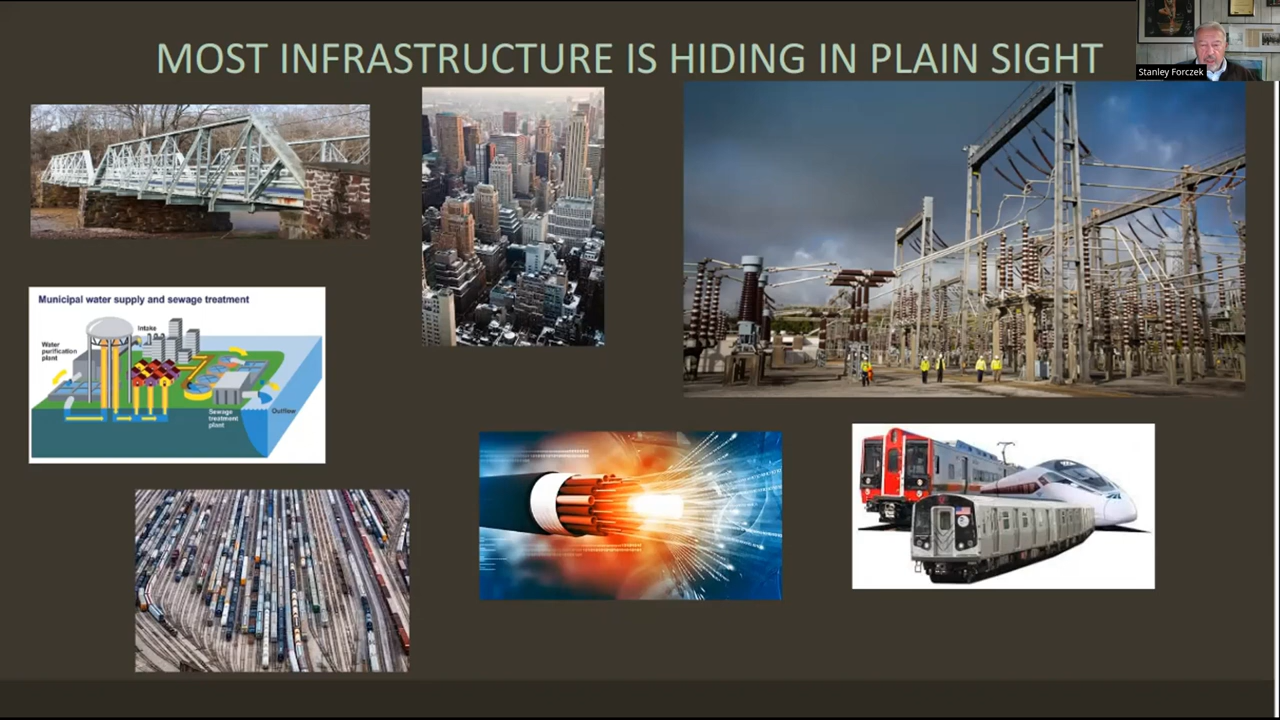 MOST INFRASTRUCTURE IS HIDING IN PLAIN SIGHT
Stanley Forczek
Municipal water supply and sewage treatment
Intake
Water
purification
plant
Sewage
treatment
plant
Outflow